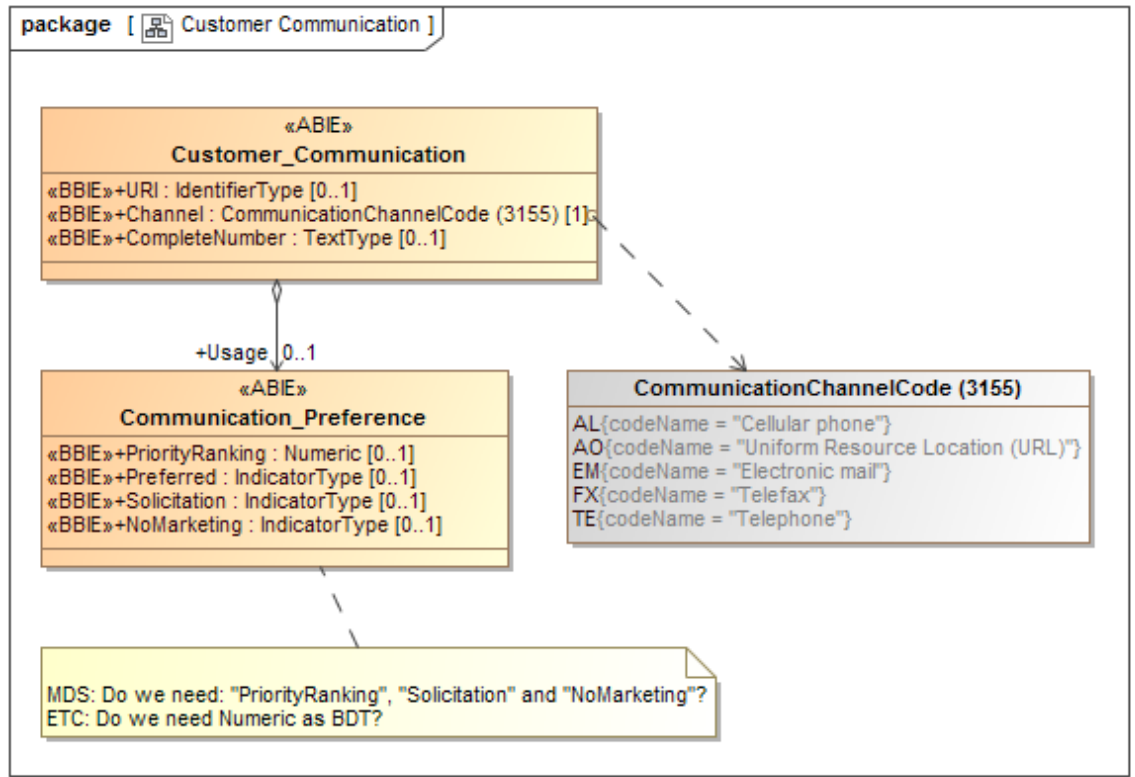 package [ Customer Communication ]
«ABIE»
Customer_Communication
«BBIE»+URI : IdentifierType [0..1]
«BBIE»+Channel : CommunicationChannelCode (3155) [1]
«BBIE»+CompleteNumber : TextType [0..1]
+Usage 0..1
«ABIE»
Communication_Preference
«BBIE»+PriorityRanking : Numeric [0..1]
«BBIE»+Preferred : IndicatorType [0..1]
«BBIE»+Solicitation : IndicatorType [0..1]
«BBIE»+NoMarketing : IndicatorType [0..1]
CommunicationChannelCode (3155)
AL{codeName = "Cellular phone"}
AO{codeName = "Uniform Resource Location (URL)"}
EM{codeName = "Electronic mail"}
FX{codeName = "Telefax"}
TE{codeName = "Telephone"}
MDS: Do we need: "PriorityRanking", "Solicitation" and "NoMarketing"?
ETC: Do we need Numeric as BDT?